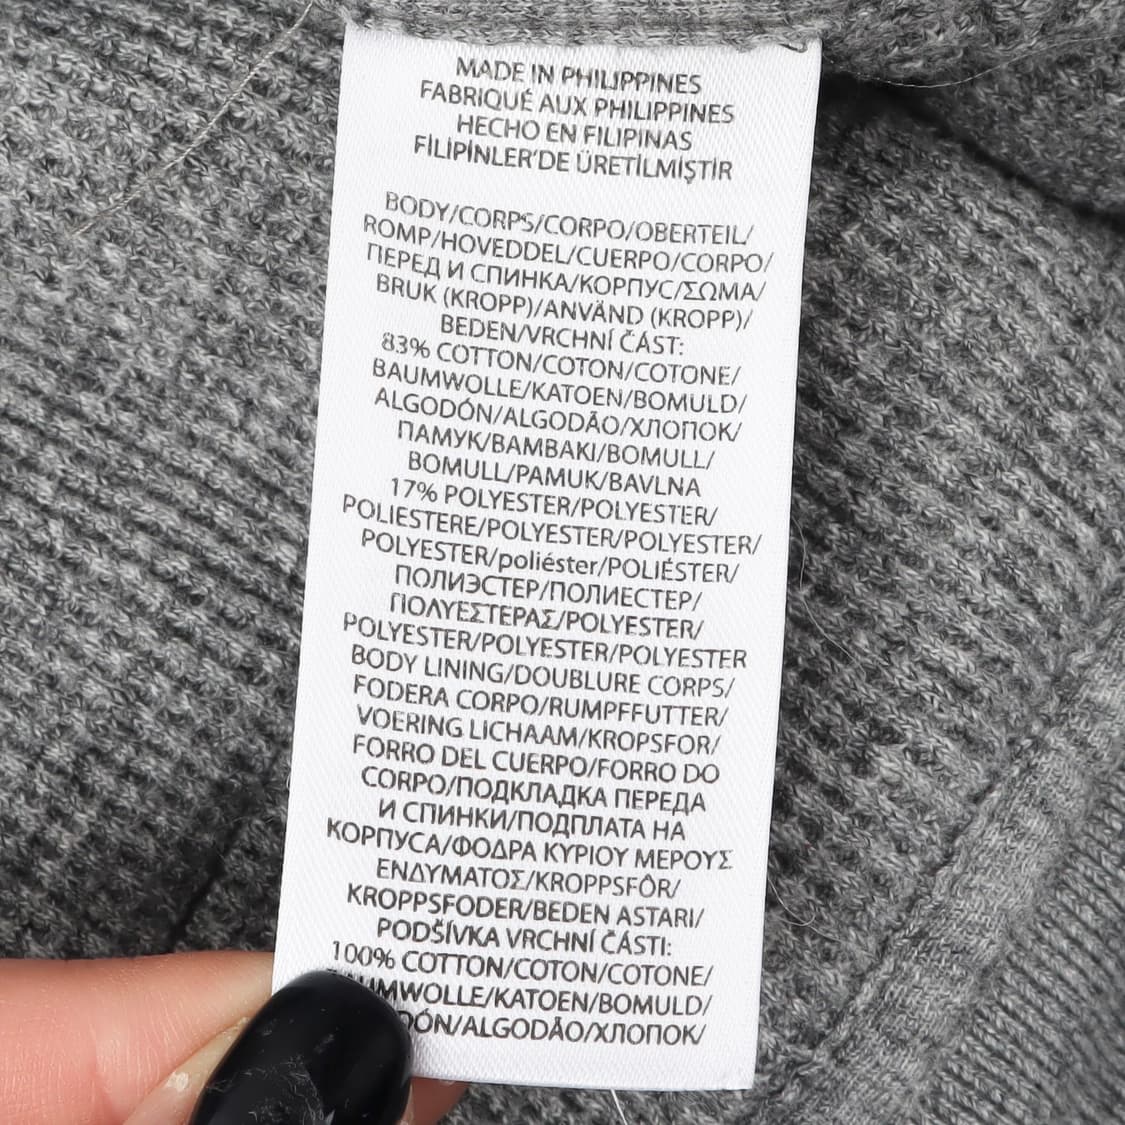 MADE IN PHILIPPINES
FABRIQUÉ AUX PHILIPPINES
HECHO EN FILIPINAS
FİLİPİNLER'DE ÜRETİLMİŞTİR
BODY/CORPS/CORPO/OBERTEIL/
ROMP/HOVEDDEL/CUERPO/CORPO/
ПЕРЕД И СПИНКА/КОРПУС/ΣΩΜΑ/
BRUK (KROPP)/ANVÄND (KROPP)/
BEDEN/VRCHNÍ ČÁST:
83% COTTON/COTON/COTONE/
BAUMWOLLE/KATOEN/BOMULD/
ALGODÓN/ALGODÃO/ХЛОПОК/
ПАМУК/ΒΑΜΒΑΚΙ/BOMULL/
BOMULL/PAMUK/BAVLNA
17% POLYESTER/POLYESTER/
POLIESTERE/POLYESTER/POLYESTER/
POLYESTER/poliéster/POLIÉSTER/
ПОЛИЭСТЕР/ПОЛИЕСТЕР/
ΠΟΛΥΕΣΤΕΡΑΣ/POLYESTER/
POLYESTER/POLYESTER/POLYESTER
BODY LINING/DOUBLURE CORPS/
FODERA CORPO/RUMPFFUTTER/
VOERING LICHAAM/KROPSFOR/
FORRO DEL CUERPO/FORRO DO
CORPO/ПОДКЛАДКА ПЕРЕДА
И СПИНКИ/ПОДПЛАТА НА
КОРПУСА/ΦΟΔΡΑ ΚΥΡΙΟΥ ΜΕΡΟΥΣ
ΕΝΔΥΜΑΤΟΣ/KROPPSFÔR/
KROPPSFODER/BEDEN ASTARI/
PODŠÍVKA VRCHNÍ ČÁSTI:
100% COTTON/COTON/COTONE/
BAUMWOLLE/KATOEN/BOMULD/
/ALGODÃO/ХЛОПОК/